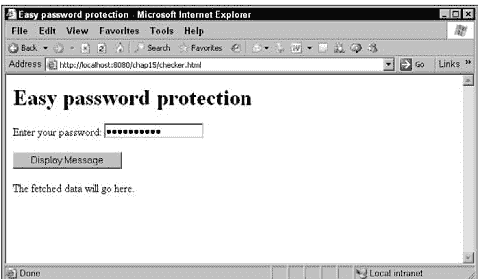 Easy password protection - Microsoft Internet Explorer
File Edit View Favorites Tools Help
Back Search Favorites
Address http://localhost:8080/chap15/checker.html Go Links »
Easy password protection
Enter your password: ••••••••••
Display Message
The fetched data will go here.
Done Local intranet